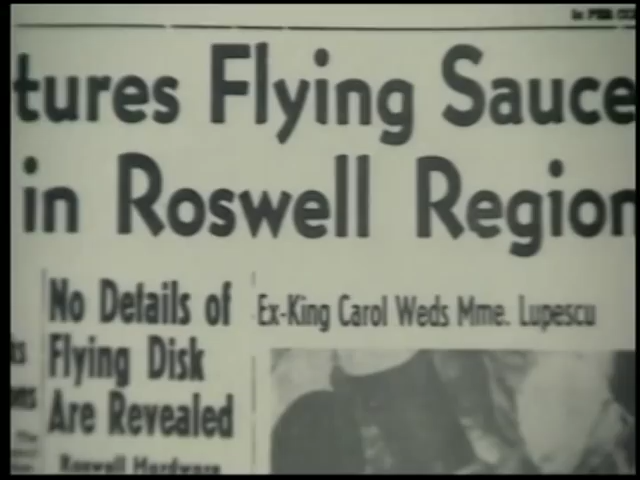 tures Flying Sauce
in Roswell Region
No Details of
Flying Disk
Are Revealed
Roswell Hardware
Ex-King Carol Weds Mme. Lupescu